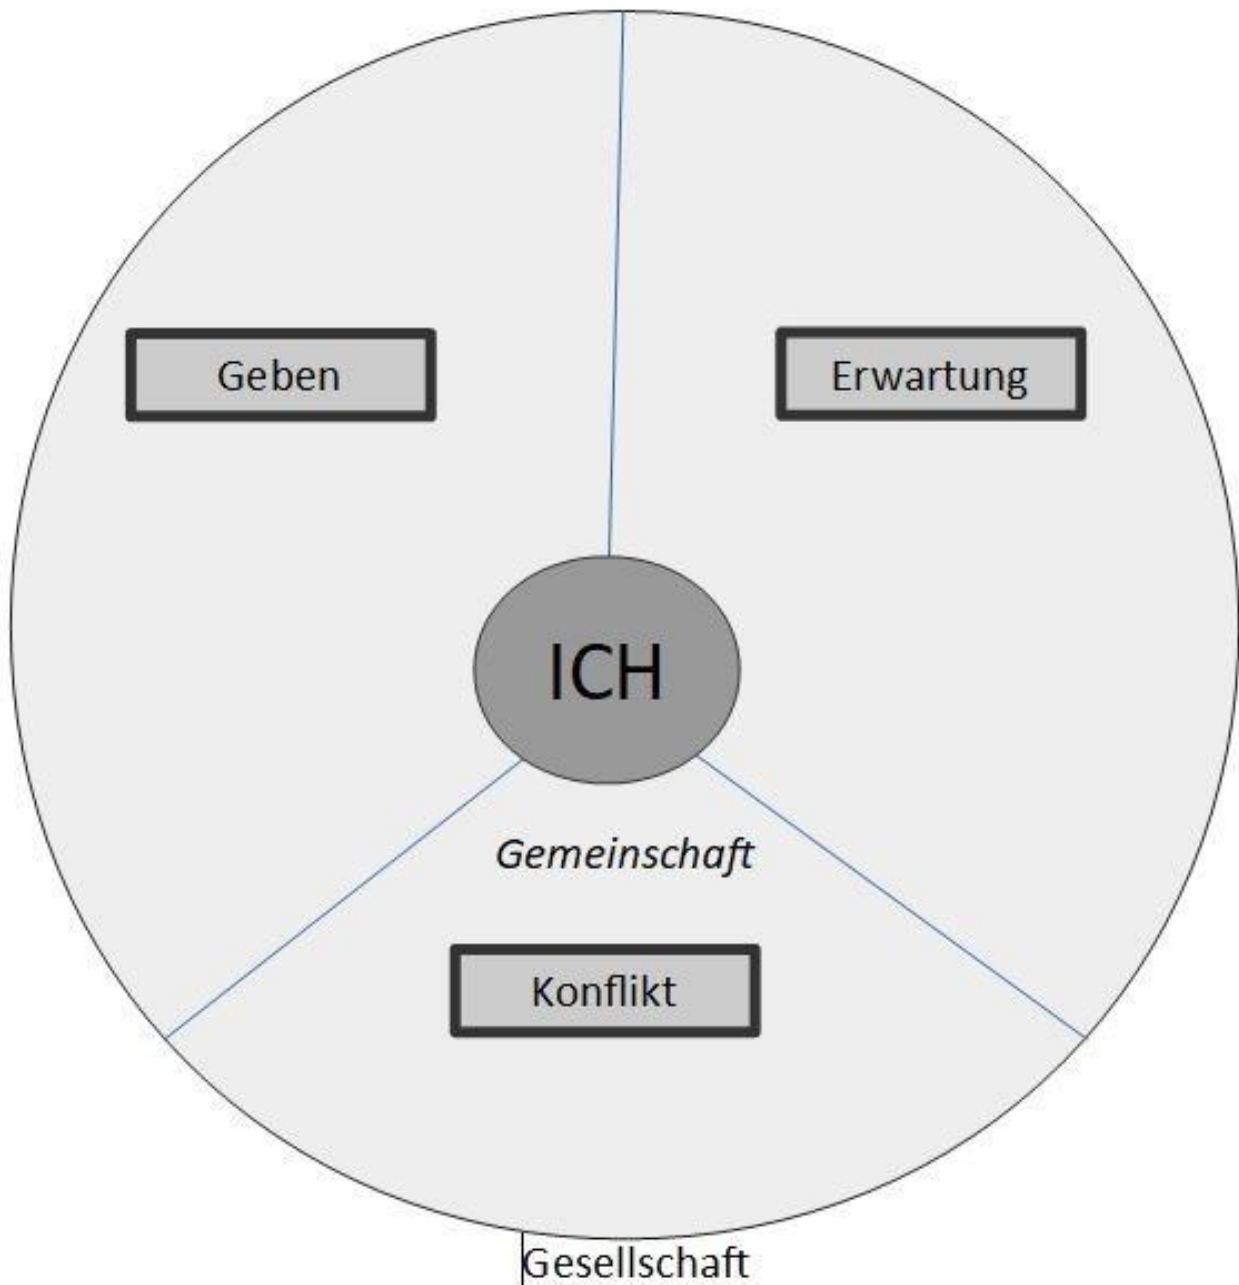 Geben
Erwartung
ICH
Gemeinschaft
Konflikt
Gesellschaft